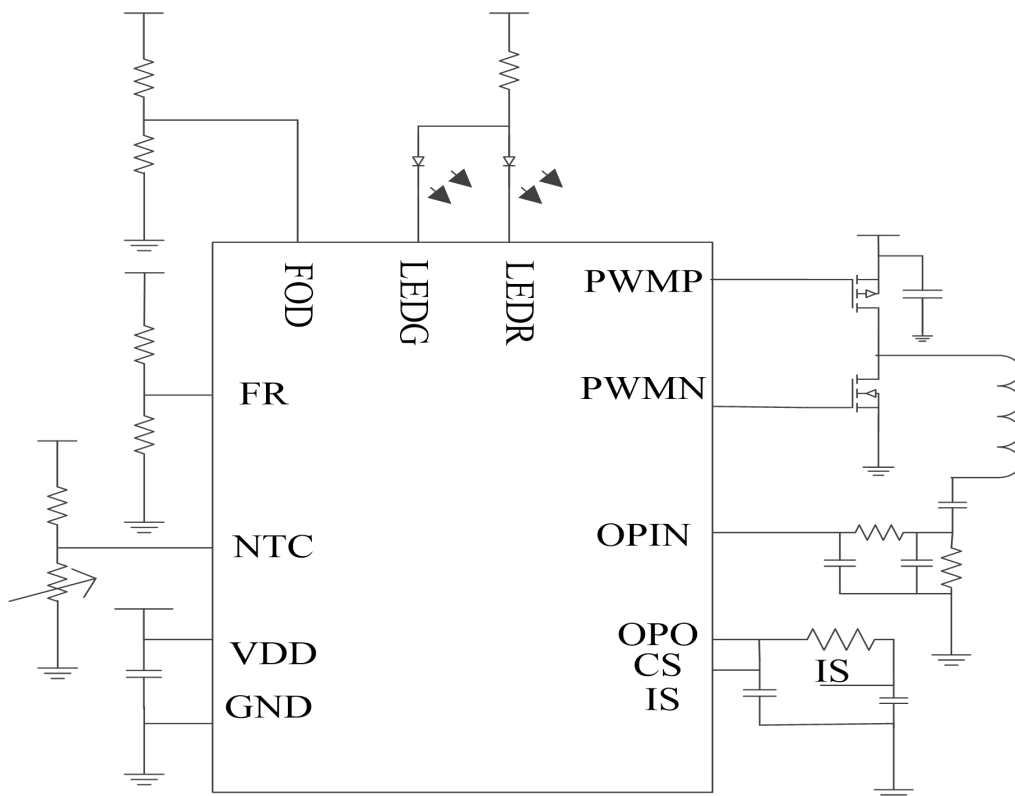 FOD
LEDG
LEDR
PWMP
FR
PWMN
NTC
OPIN
VDD
OPO
CS
IS
IS
GND